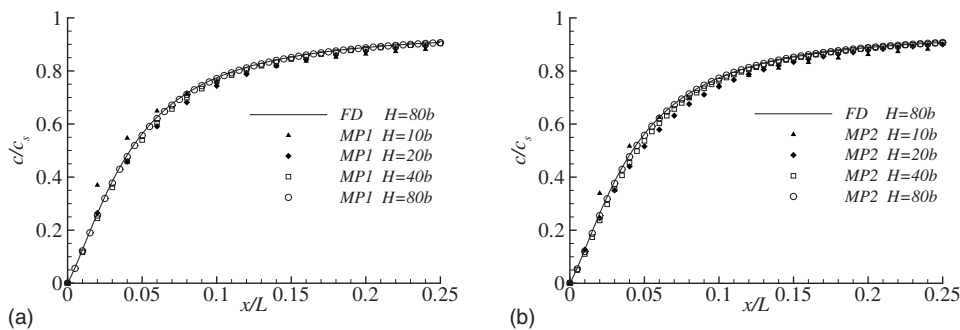 1
0.8
0.6
0.4
0.2
0
c/c_s
FD H=80b
MP1 H=10b
MP1 H=20b
MP1 H=40b
MP1 H=80b
0 0.05 0.1 0.15 0.2 0.25
x/L
(a)
1
0.8
0.6
0.4
0.2
0
c/c_s
FD H=80b
MP2 H=10b
MP2 H=20b
MP2 H=40b
MP2 H=80b
0 0.05 0.1 0.15 0.2 0.25
x/L
(b)